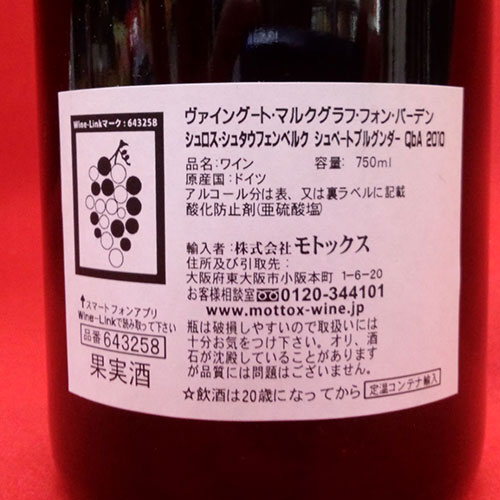 Wine-Linkマーク:643258
ヴァイングート・マルクグラフ・フォン・バーデン
シュロス・シュタウフェンベルク シュペートブルグンダー QbA 2010
品名:ワイン 容量: 750ml
原産国:ドイツ
アルコール分は表、又は裏ラベルに記載
酸化防止剤(亜硫酸塩)
輸入者:株式会社 モトックス
住所及び引取先:
大阪府東大阪市小阪本町 1-6-20
お客様相談室 0120-344101
www.mottox-wine.jp
↑スマートフォンアプリ
Wine-Linkで読み取って下さい
品番 643258
果実酒
瓶は破損しやすいので取扱いには
十分お気をつけ下さい。オリ、酒
石が沈殿していることがあります
が品質には問題はございません。
☆飲酒は20歳になってから 定温コンテナ輸入